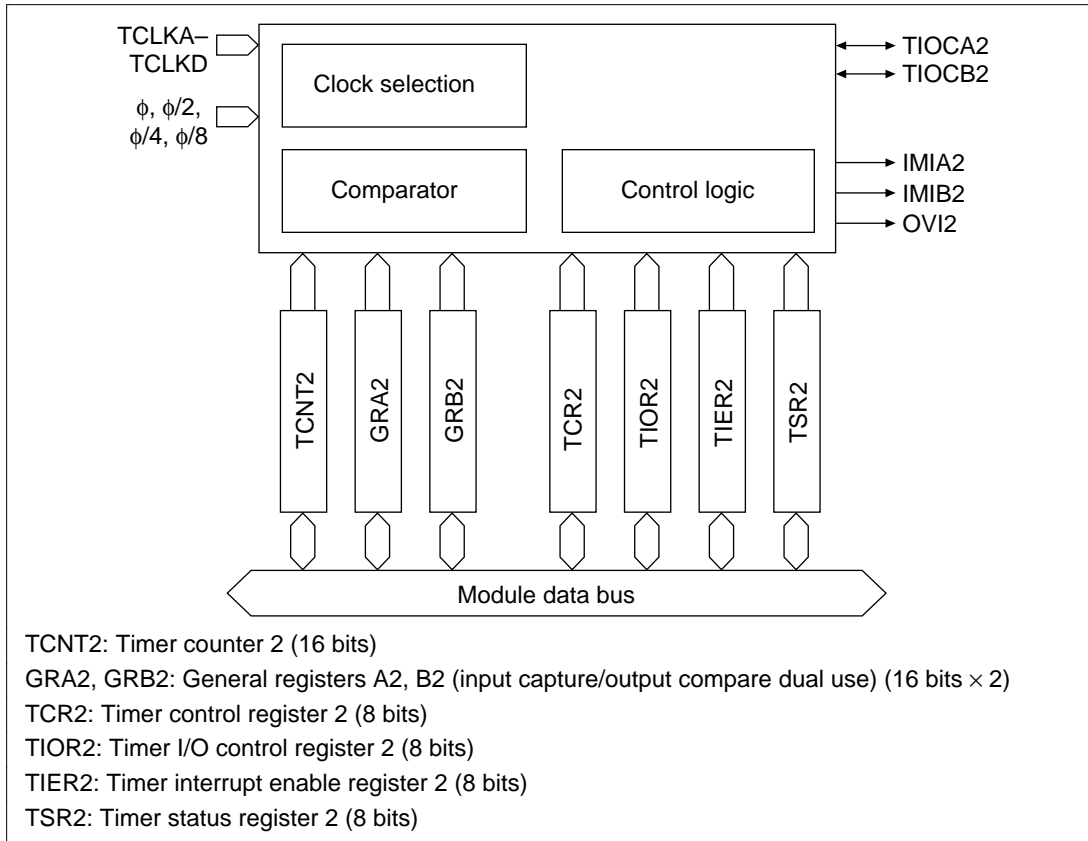 TCLKA–
TCLKD
ϕ, ϕ/2,
ϕ/4, ϕ/8
Clock selection
Comparator
Control logic
TIOCA2
TIOCB2
IMIA2
IMIB2
OVI2
TCNT2
GRA2
GRB2
TCR2
TIOR2
TIER2
TSR2
Module data bus
TCNT2: Timer counter 2 (16 bits)
GRA2, GRB2: General registers A2, B2 (input capture/output compare dual use) (16 bits × 2)
TCR2: Timer control register 2 (8 bits)
TIOR2: Timer I/O control register 2 (8 bits)
TIER2: Timer interrupt enable register 2 (8 bits)
TSR2: Timer status register 2 (8 bits)